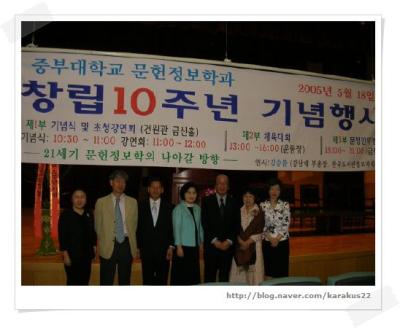 2005년 5월 18일
중부대학교 문헌정보학과
창립10주년 기념행사
제1부 기념식 및 초청강연회 (건원관 금산홀)
기념식: 10:30 ~ 11:00 강연회: 11:00 ~ 12:00
제2부 체육대회
13:00 ~16:00 (운동장)
제3부
21세기 문헌정보학의 나아갈 방향
연사:
http://blog.naver.com/karakus22